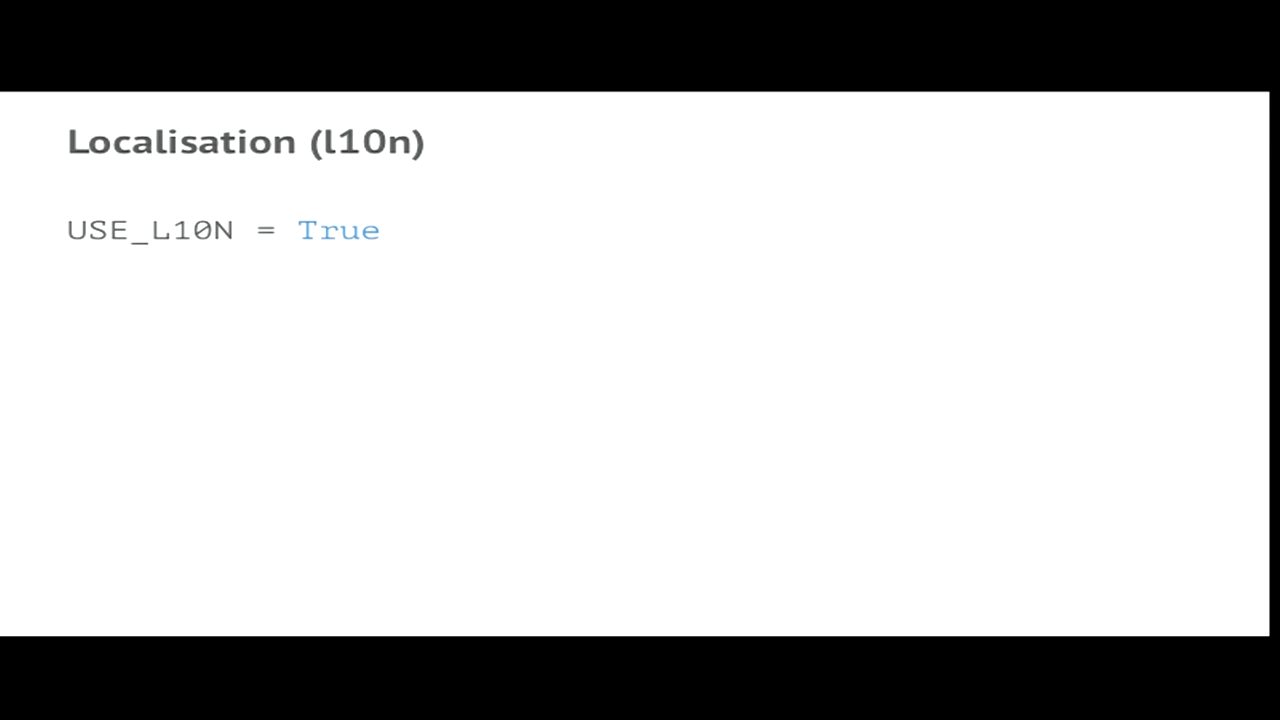 Localisation (l10n)
USE_L10N = True